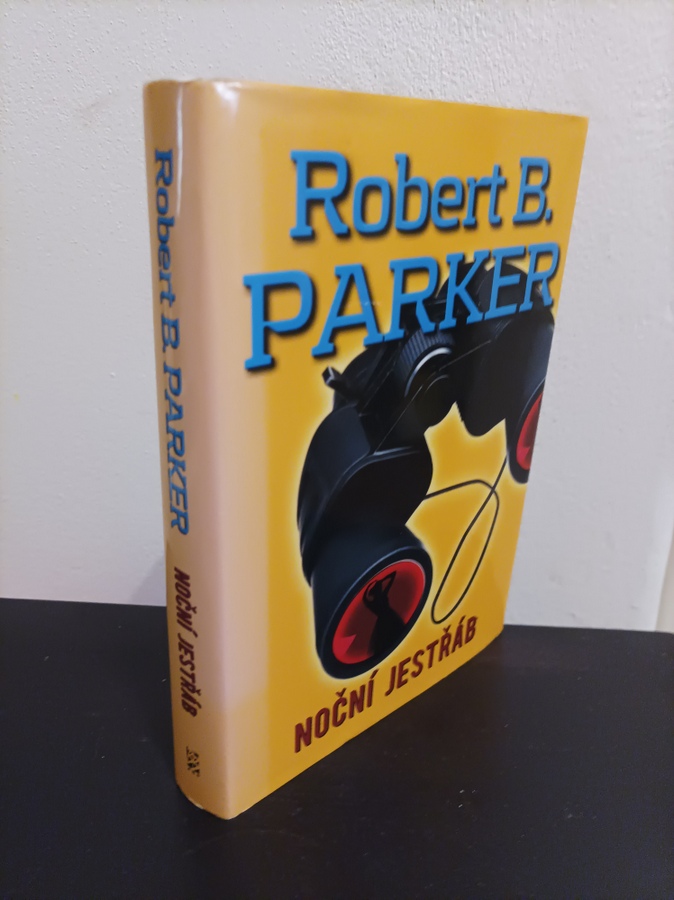 Robert B. PARKER NOČNÍ JESTŘÁB
Robert B.
PARKER
NOČNÍ JESTŘÁB